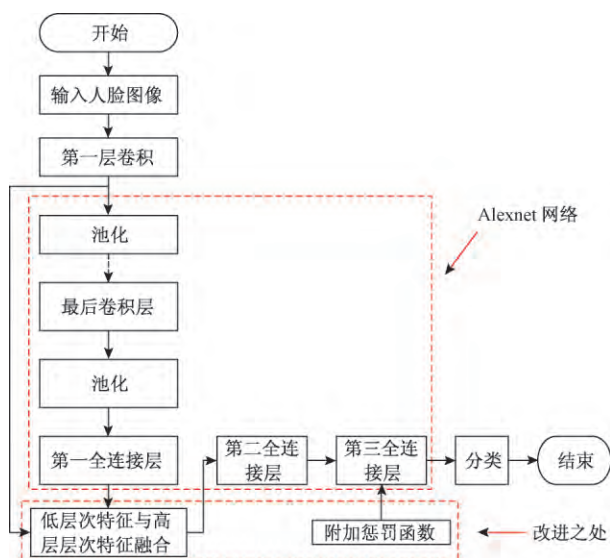 开始
输入人脸图像
第一层卷积
池化
Alexnet 网络
最后卷积层
池化
第一全连接层
第二全连
接层
第三全连
接层
分类
结束
低层次特征与高
层层次特征融合
附加惩罚函数
改进之处